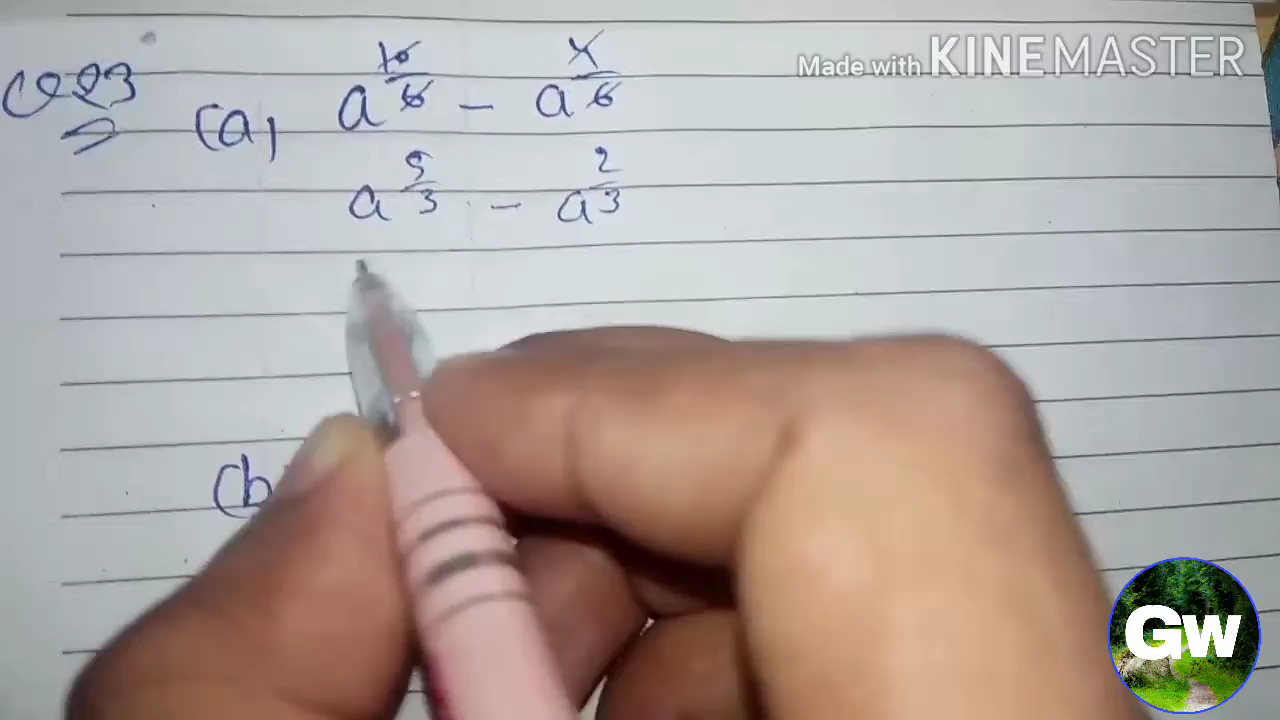 Made with KINEMASTER
Q23 (a) a^10/6 - a^4/6
a^5/3 - a^2/3
(b
GW